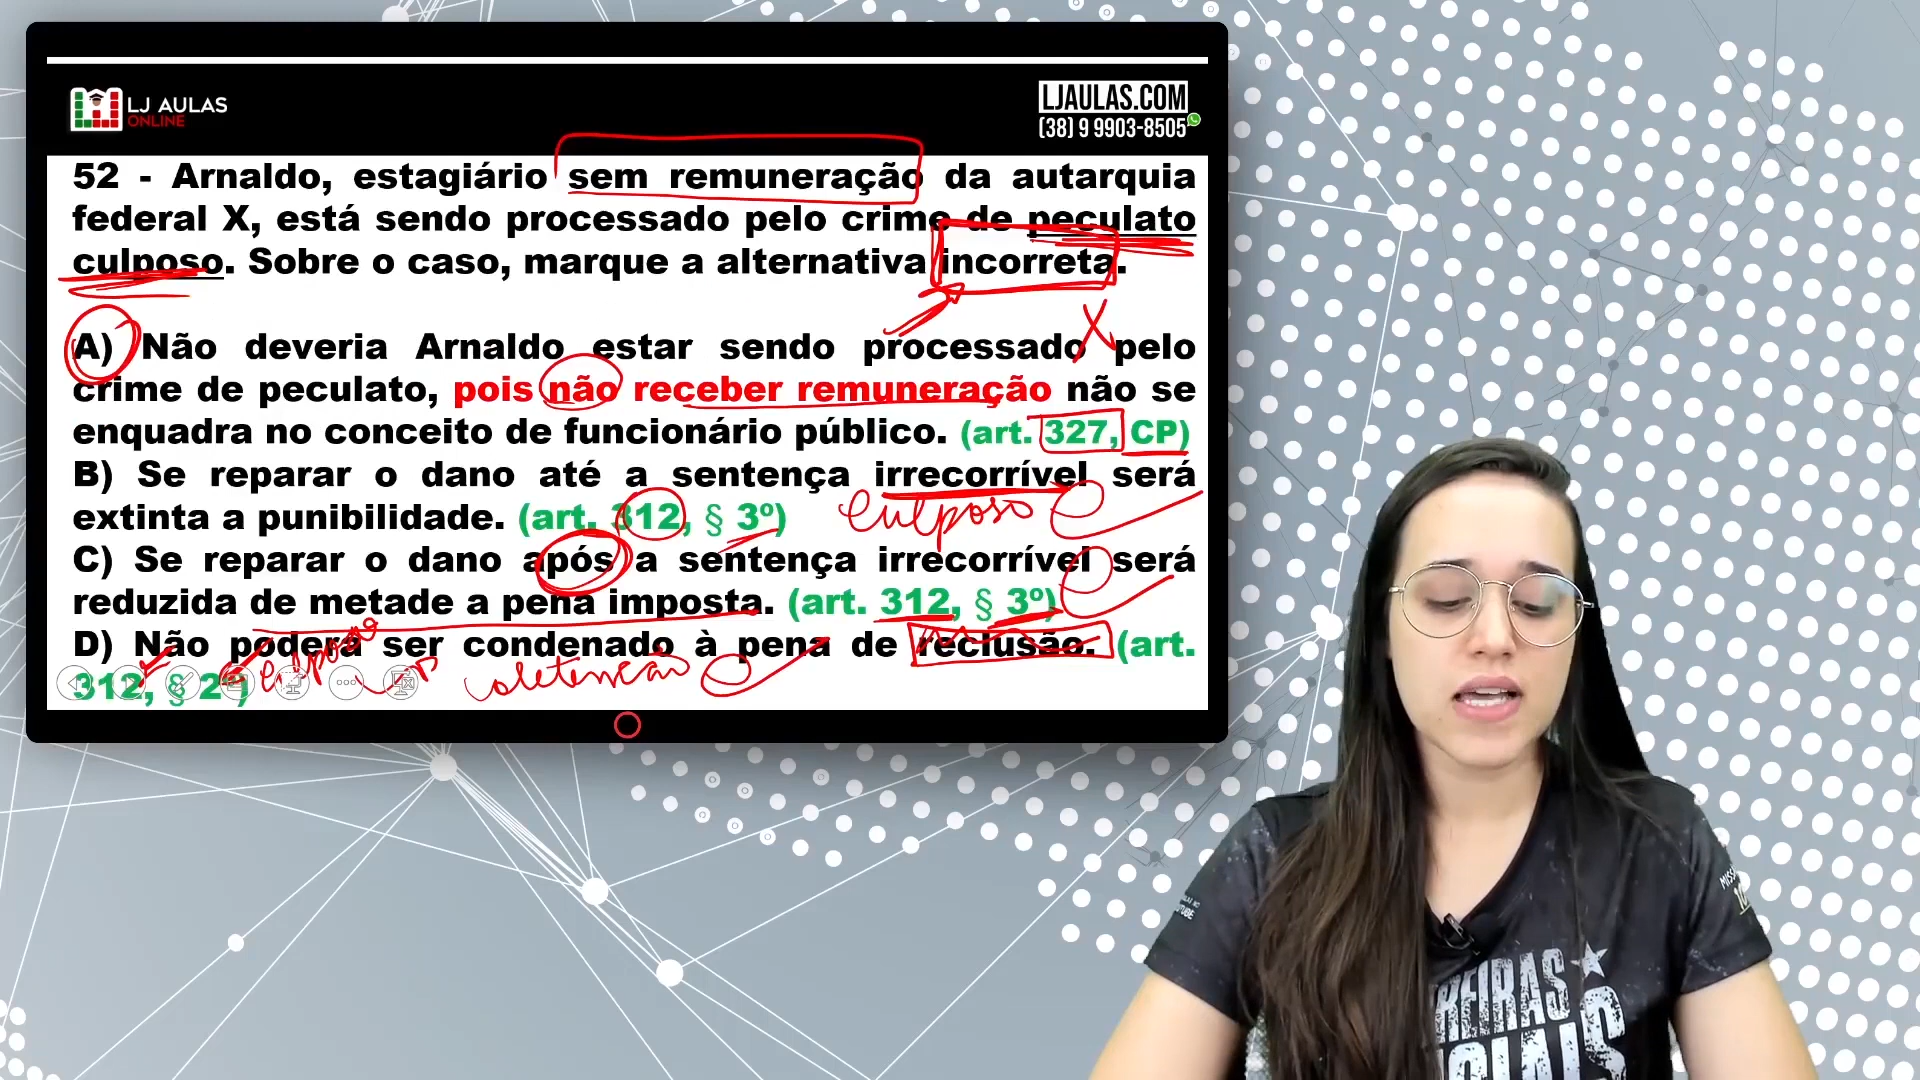 LJ AULAS
ONLINE
LJAULAS.COM
(38) 9 9903-8505
52 - Arnaldo, estagiário sem remuneração da autarquia
federal X, está sendo processado pelo crime de peculato
culposo. Sobre o caso, marque a alternativa incorreta.
X
A) Não deveria Arnaldo estar sendo processado pelo
crime de peculato, pois não receber remuneração não se
enquadra no conceito de funcionário público. (art. 327, CP)
B) Se reparar o dano até a sentença irrecorrível será
extinta a punibilidade. (art. 312, § 3º)
culposo
C) Se reparar o dano após a sentença irrecorrível será
reduzida de metade a pena imposta. (art. 312, § 3º)
D) Não poderá ser condenado à pena de reclusão. (art.
312, § 2º)
culposo
detenção
REIRAS